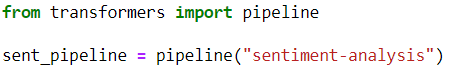 from transformers import pipeline
sent_pipeline = pipeline("sentiment-analysis")